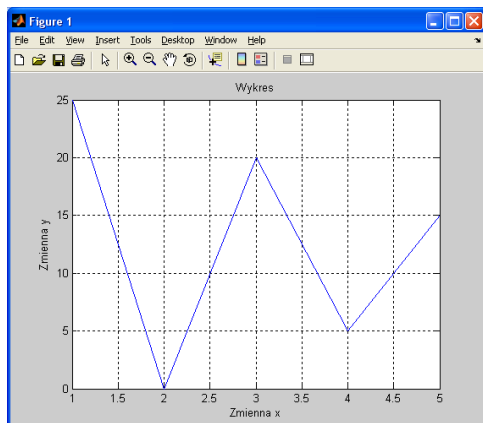 Figure 1
File Edit View Insert Tools Desktop Window Help
Wykres
25
20
15
10
5
0
Zmienna y
1 1.5 2 2.5 3 3.5 4 4.5 5
Zmienna x